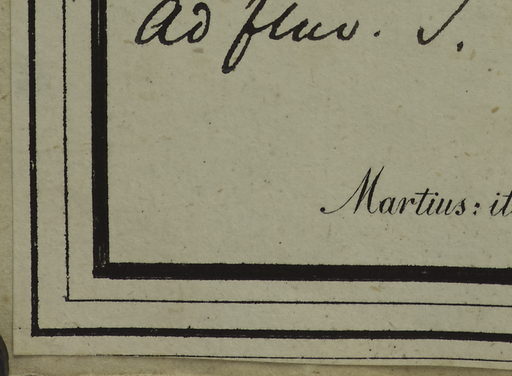 Ad fluv. S.
Martius: it